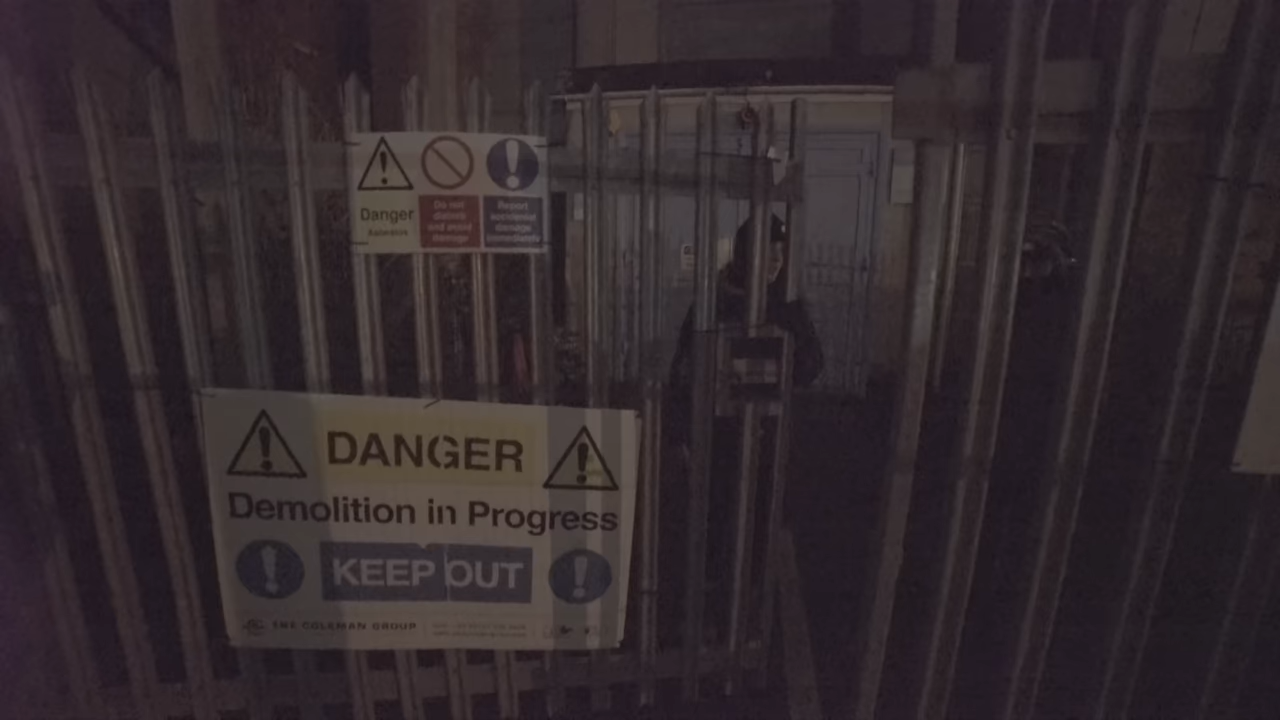 Danger
Asbestos
Do not
disturb
and avoid
damage
Report
accidental
damage
immediately
DANGER
Demolition in Progress
KEEP OUT
THE COLEMAN GROUP